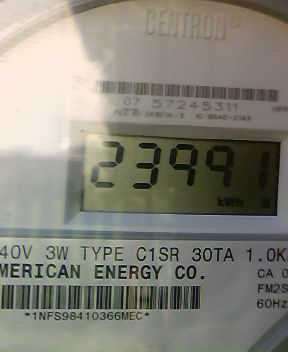 CENTRON®
07 57245311
23991
kWh
40V 3W TYPE C1SR 30TA 1.0K
MERICAN ENERGY CO.
CA 0
FM2S
60Hz
*1NFS98410366MEC*